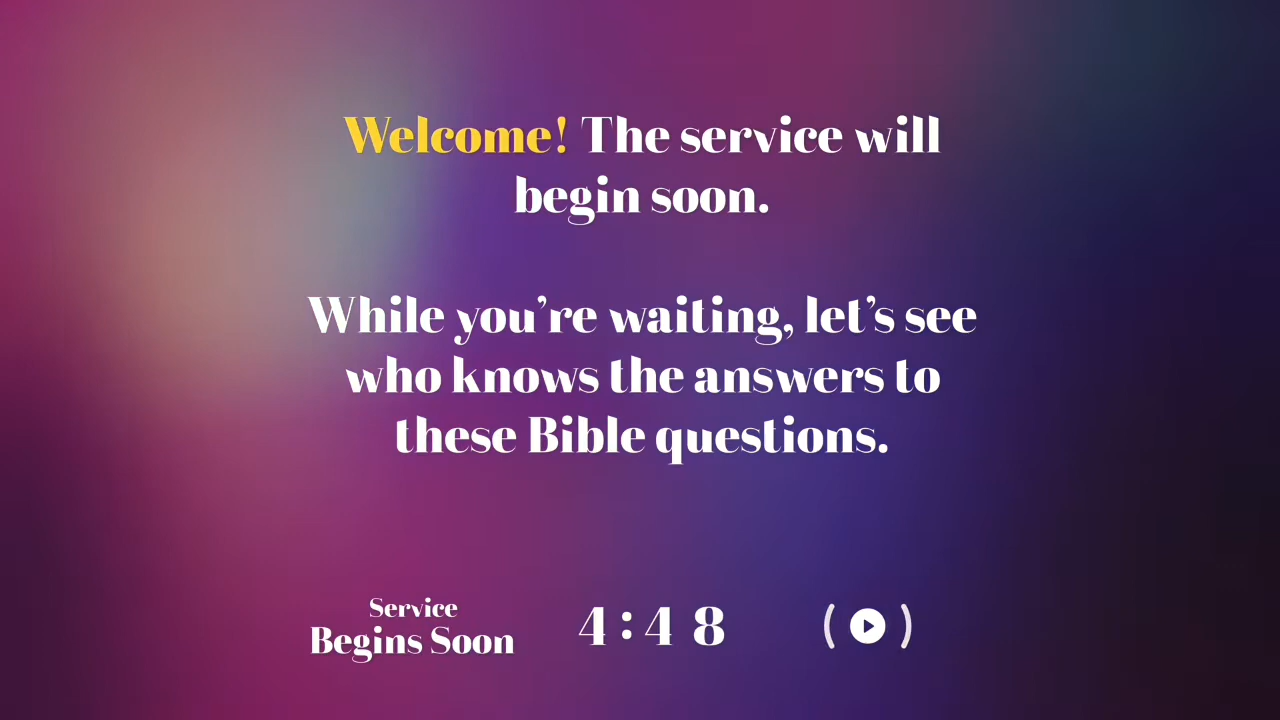 Welcome! The service will
begin soon.
While you’re waiting, let’s see
who knows the answers to
these Bible questions.
Service
Begins Soon
4:48